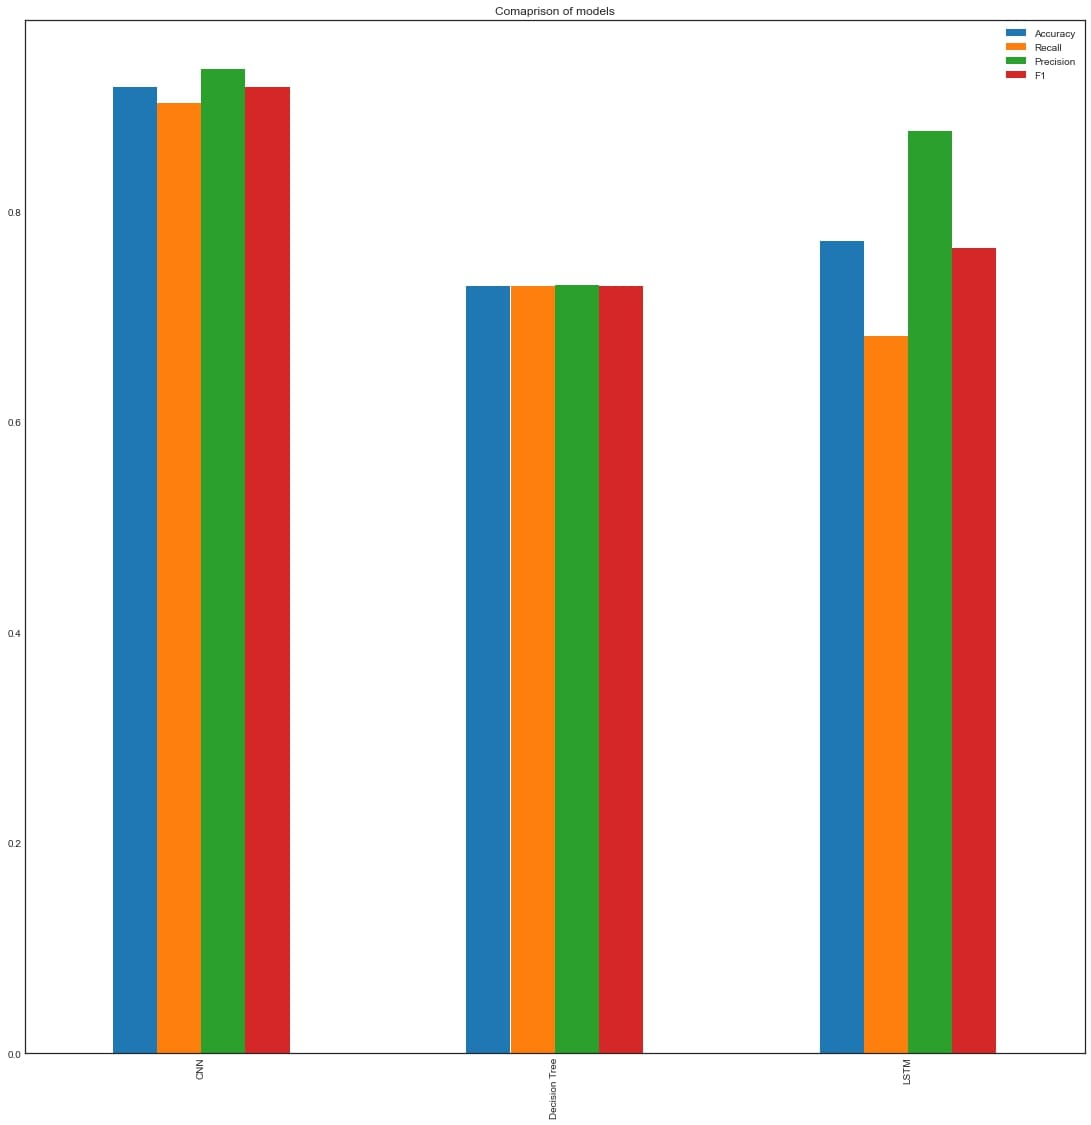 Comaprison of models
Accuracy
Recall
Precision
F1
0.8
0.6
0.4
0.2
0.0
CNN
Decision Tree
LSTM